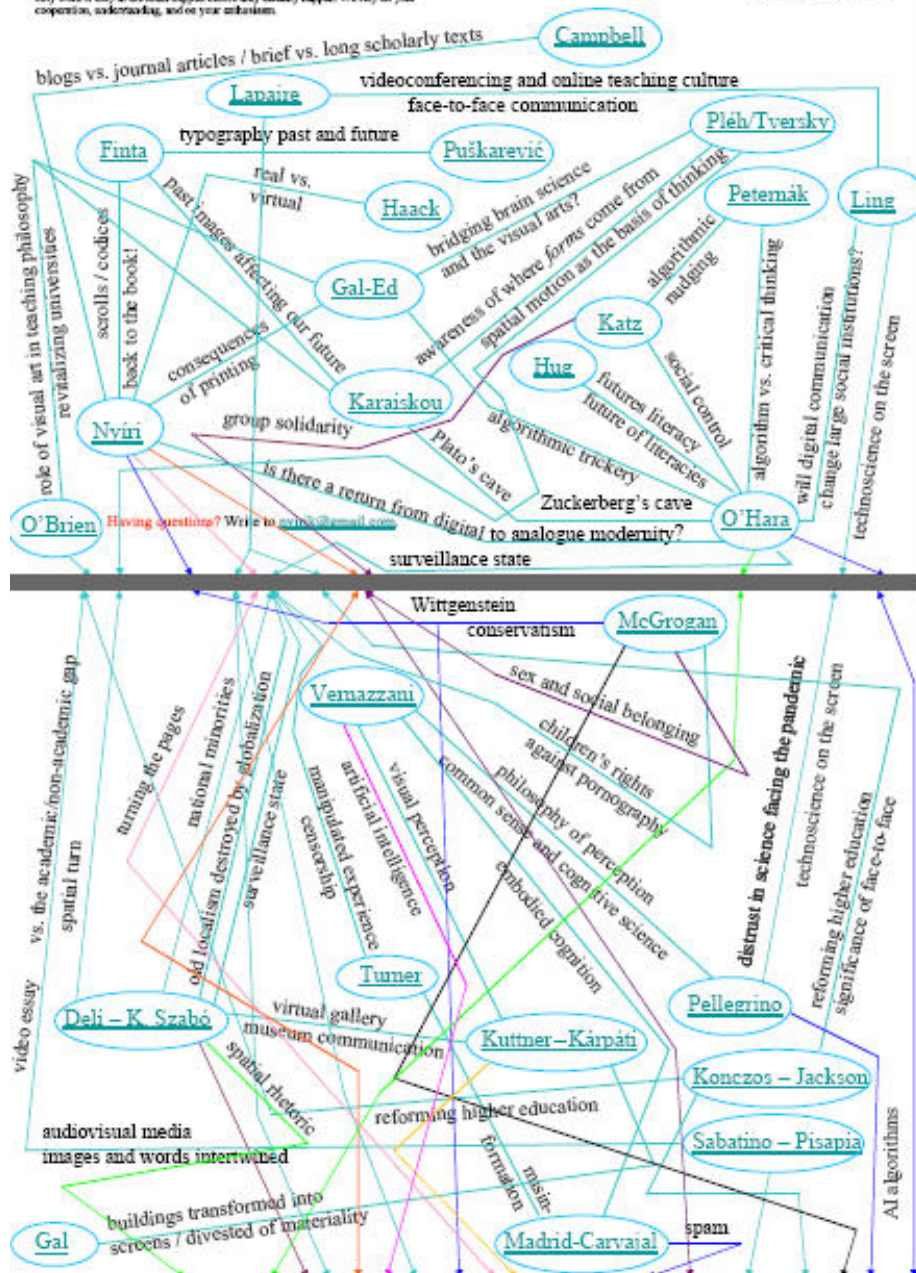 cooperation, understanding, and on your enthusiasm.
Campbell
blogs vs. journal articles / brief vs. long scholarly texts
Lapaire
videoconferencing and online teaching culture
face-to-face communication
Pléh/Tversky
Finta
typography past and future
Puškarević
real vs.
virtual
Haack
Peternák
Ling
past images affecting our future
bridging brain science
and the visual arts?
awareness of where forms come from
spatial motion as the basis of thinking
role of visual art in teaching philosophy
revitalizing universities
scrolls / codices
back to the book!
Gal-Ed
algorithmic
nudging
Katz
consequences
of printing
Hug
Karaiskou
social control
algorithm vs. critical thinking
will digital communication
change large social institutions?
technoscience on the screen
Nyíri
group solidarity
Plato's cave
algorithmic trickery
futures literacy
future of literacies
is there a return from digital to analogue modernity?
Zuckerberg's cave
O'Brien
Having questions? Write to nyirik@gmail.com
O'Hara
surveillance state
Wittgenstein
conservatism
McGrogan
sex and social belonging
Vernazzani
vs. the academic/non-academic gap
spatial turn
turning the pages
national minorities
old localism destroyed by globalization
surveillance state
manipulated experience
censorship
artificial intelligence
visual perception
children's rights
against pornography
philosophy of perception
common sense and cognitive science
embodied cognition
distrust in science facing the pandemic
technoscience on the screen
reforming higher education
significance of face-to-face
video essay
Turner
Deli – K. Szabó
virtual gallery
museum communication
Kuttner–Kárpáti
Pellegrino
spatial rhetoric
Konczos – Jackson
reforming higher education
audiovisual media
images and words intertwined
Sabatino – Pisapia
misin-
formation
AI algorithms
buildings transformed into
screens / divested of materiality
Gal
Madrid-Carvajal
spam